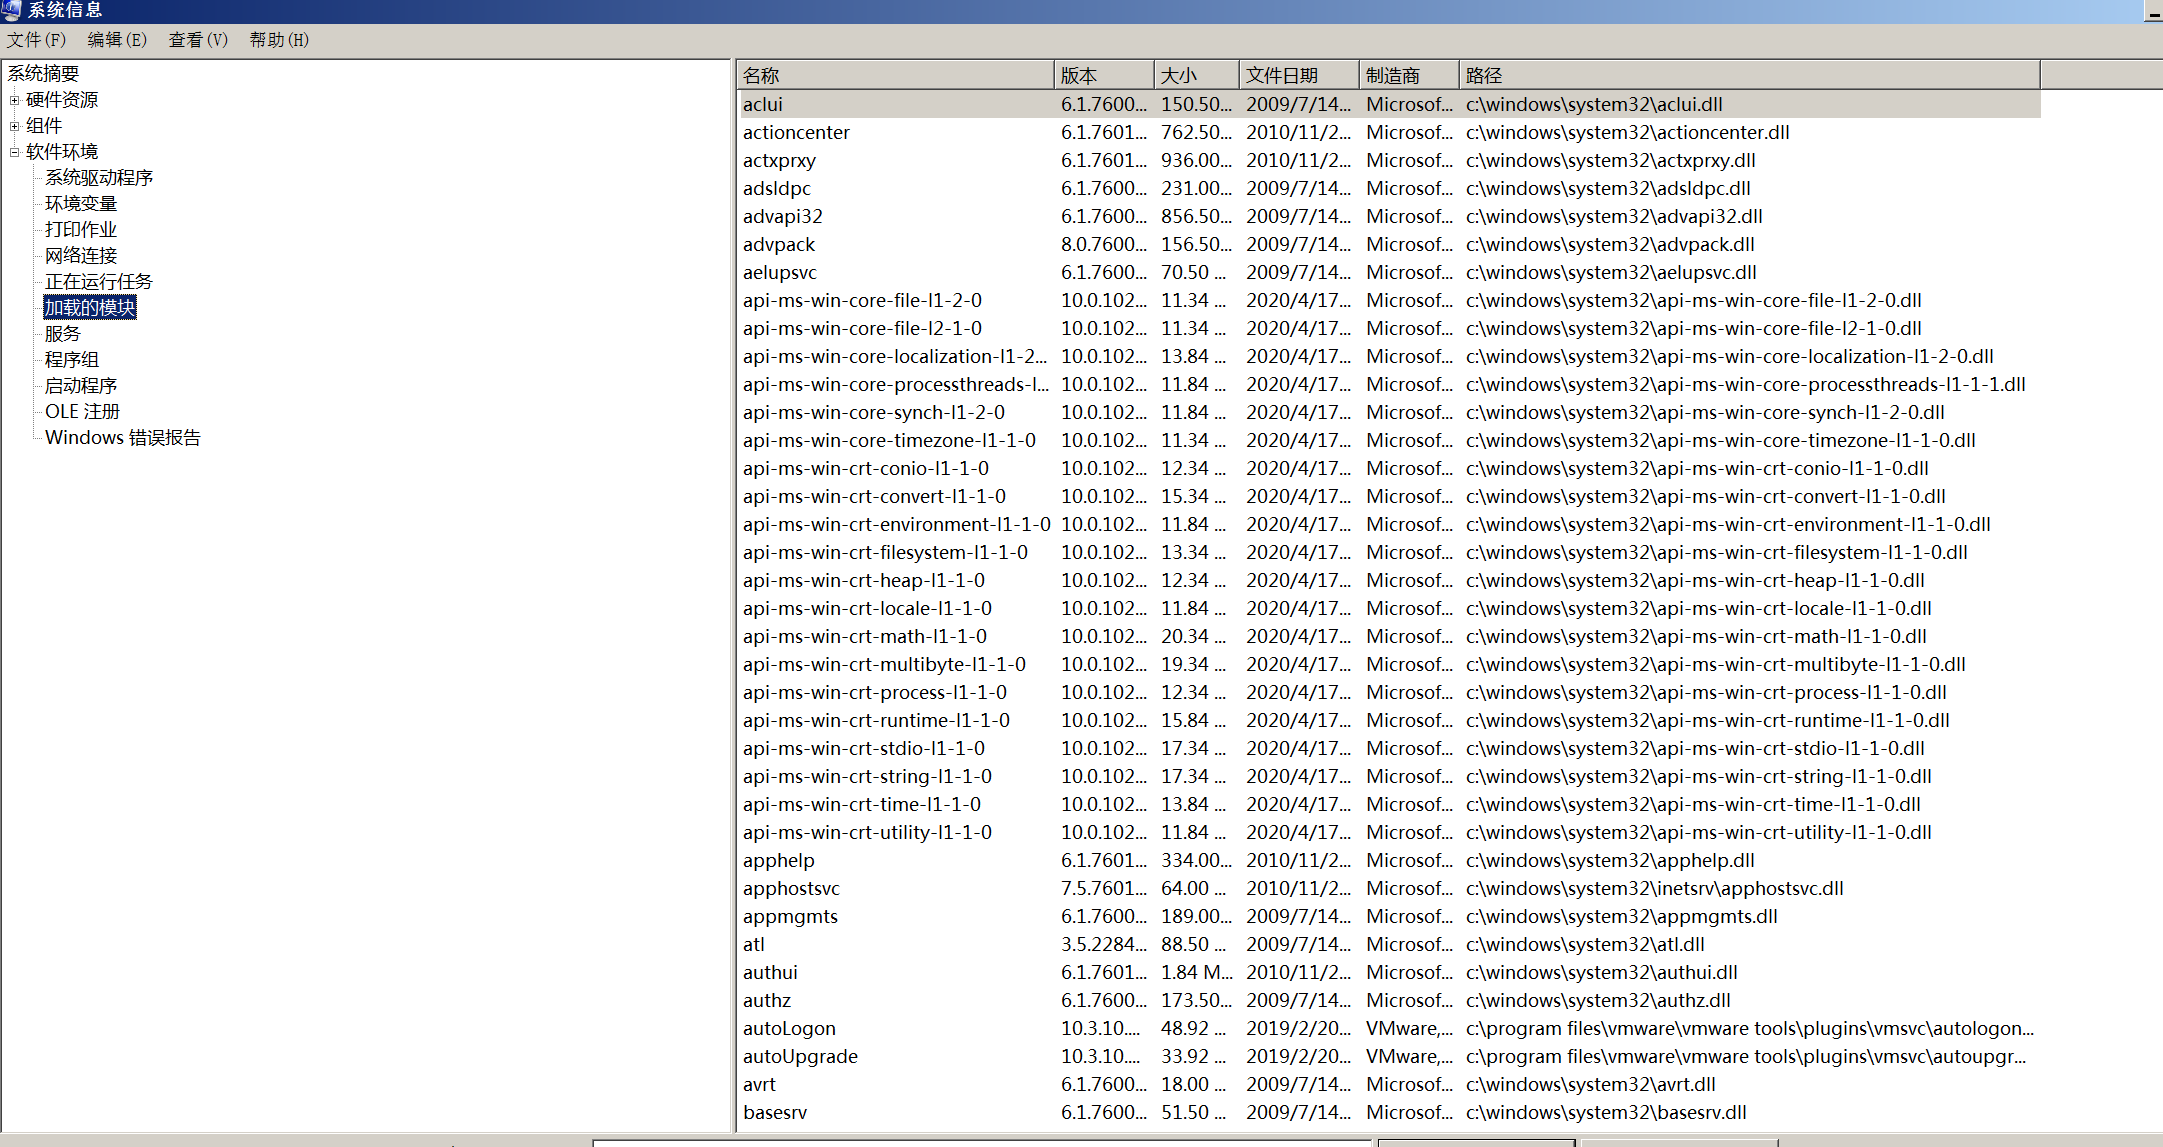 系统信息
文件(F) 编辑(E) 查看(V) 帮助(H)
系统摘要
硬件资源
组件
软件环境
系统驱动程序
环境变量
打印作业
网络连接
正在运行任务
加载的模块
服务
程序组
启动程序
OLE 注册
Windows 错误报告
名称 版本 大小 文件日期 制造商 路径
aclui 6.1.7600... 150.50... 2009/7/14... Microsof... c:\windows\system32\aclui.dll
actioncenter 6.1.7601... 762.50... 2010/11/2... Microsof... c:\windows\system32\actioncenter.dll
actxprxy 6.1.7601... 936.00... 2010/11/2... Microsof... c:\windows\system32\actxprxy.dll
adsldpc 6.1.7600... 231.00... 2009/7/14... Microsof... c:\windows\system32\adsldpc.dll
advapi32 6.1.7600... 856.50... 2009/7/14... Microsof... c:\windows\system32\advapi32.dll
advpack 8.0.7600... 156.50... 2009/7/14... Microsof... c:\windows\system32\advpack.dll
aelupsvc 6.1.7600... 70.50 ... 2009/7/14... Microsof... c:\windows\system32\aelupsvc.dll
api-ms-win-core-file-l1-2-0 10.0.102... 11.34 ... 2020/4/17... Microsof... c:\windows\system32\api-ms-win-core-file-l1-2-0.dll
api-ms-win-core-file-l2-1-0 10.0.102... 11.34 ... 2020/4/17... Microsof... c:\windows\system32\api-ms-win-core-file-l2-1-0.dll
api-ms-win-core-localization-l1-2... 10.0.102... 13.84 ... 2020/4/17... Microsof... c:\windows\system32\api-ms-win-core-localization-l1-2-0.dll
api-ms-win-core-processthreads-l... 10.0.102... 11.84 ... 2020/4/17... Microsof... c:\windows\system32\api-ms-win-core-processthreads-l1-1-1.dll
api-ms-win-core-synch-l1-2-0 10.0.102... 11.84 ... 2020/4/17... Microsof... c:\windows\system32\api-ms-win-core-synch-l1-2-0.dll
api-ms-win-core-timezone-l1-1-0 10.0.102... 11.34 ... 2020/4/17... Microsof... c:\windows\system32\api-ms-win-core-timezone-l1-1-0.dll
api-ms-win-crt-conio-l1-1-0 10.0.102... 12.34 ... 2020/4/17... Microsof... c:\windows\system32\api-ms-win-crt-conio-l1-1-0.dll
api-ms-win-crt-convert-l1-1-0 10.0.102... 15.34 ... 2020/4/17... Microsof... c:\windows\system32\api-ms-win-crt-convert-l1-1-0.dll
api-ms-win-crt-environment-l1-1-0 10.0.102... 11.84 ... 2020/4/17... Microsof... c:\windows\system32\api-ms-win-crt-environment-l1-1-0.dll
api-ms-win-crt-filesystem-l1-1-0 10.0.102... 13.34 ... 2020/4/17... Microsof... c:\windows\system32\api-ms-win-crt-filesystem-l1-1-0.dll
api-ms-win-crt-heap-l1-1-0 10.0.102... 12.34 ... 2020/4/17... Microsof... c:\windows\system32\api-ms-win-crt-heap-l1-1-0.dll
api-ms-win-crt-locale-l1-1-0 10.0.102... 11.84 ... 2020/4/17... Microsof... c:\windows\system32\api-ms-win-crt-locale-l1-1-0.dll
api-ms-win-crt-math-l1-1-0 10.0.102... 20.34 ... 2020/4/17... Microsof... c:\windows\system32\api-ms-win-crt-math-l1-1-0.dll
api-ms-win-crt-multibyte-l1-1-0 10.0.102... 19.34 ... 2020/4/17... Microsof... c:\windows\system32\api-ms-win-crt-multibyte-l1-1-0.dll
api-ms-win-crt-process-l1-1-0 10.0.102... 12.34 ... 2020/4/17... Microsof... c:\windows\system32\api-ms-win-crt-process-l1-1-0.dll
api-ms-win-crt-runtime-l1-1-0 10.0.102... 15.84 ... 2020/4/17... Microsof... c:\windows\system32\api-ms-win-crt-runtime-l1-1-0.dll
api-ms-win-crt-stdio-l1-1-0 10.0.102... 17.34 ... 2020/4/17... Microsof... c:\windows\system32\api-ms-win-crt-stdio-l1-1-0.dll
api-ms-win-crt-string-l1-1-0 10.0.102... 17.34 ... 2020/4/17... Microsof... c:\windows\system32\api-ms-win-crt-string-l1-1-0.dll
api-ms-win-crt-time-l1-1-0 10.0.102... 13.84 ... 2020/4/17... Microsof... c:\windows\system32\api-ms-win-crt-time-l1-1-0.dll
api-ms-win-crt-utility-l1-1-0 10.0.102... 11.84 ... 2020/4/17... Microsof... c:\windows\system32\api-ms-win-crt-utility-l1-1-0.dll
apphelp 6.1.7601... 334.00... 2010/11/2... Microsof... c:\windows\system32\apphelp.dll
apphostsvc 7.5.7601... 64.00 ... 2010/11/2... Microsof... c:\windows\system32\inetsrv\apphostsvc.dll
appmgmts 6.1.7600... 189.00... 2009/7/14... Microsof... c:\windows\system32\appmgmts.dll
atl 3.5.2284... 88.50 ... 2009/7/14... Microsof... c:\windows\system32\atl.dll
authui 6.1.7601... 1.84 M... 2010/11/2... Microsof... c:\windows\system32\authui.dll
authz 6.1.7600... 173.50... 2009/7/14... Microsof... c:\windows\system32\authz.dll
autoLogon 10.3.10.... 48.92 ... 2019/2/20... VMware,... c:\program files\vmware\vmware tools\plugins\vmsvc\autologon...
autoUpgrade 10.3.10.... 33.92 ... 2019/2/20... VMware,... c:\program files\vmware\vmware tools\plugins\vmsvc\autoupgr...
avrt 6.1.7600... 18.00 ... 2009/7/14... Microsof... c:\windows\system32\avrt.dll
basesrv 6.1.7600... 51.50 ... 2009/7/14... Microsof... c:\windows\system32\basesrv.dll